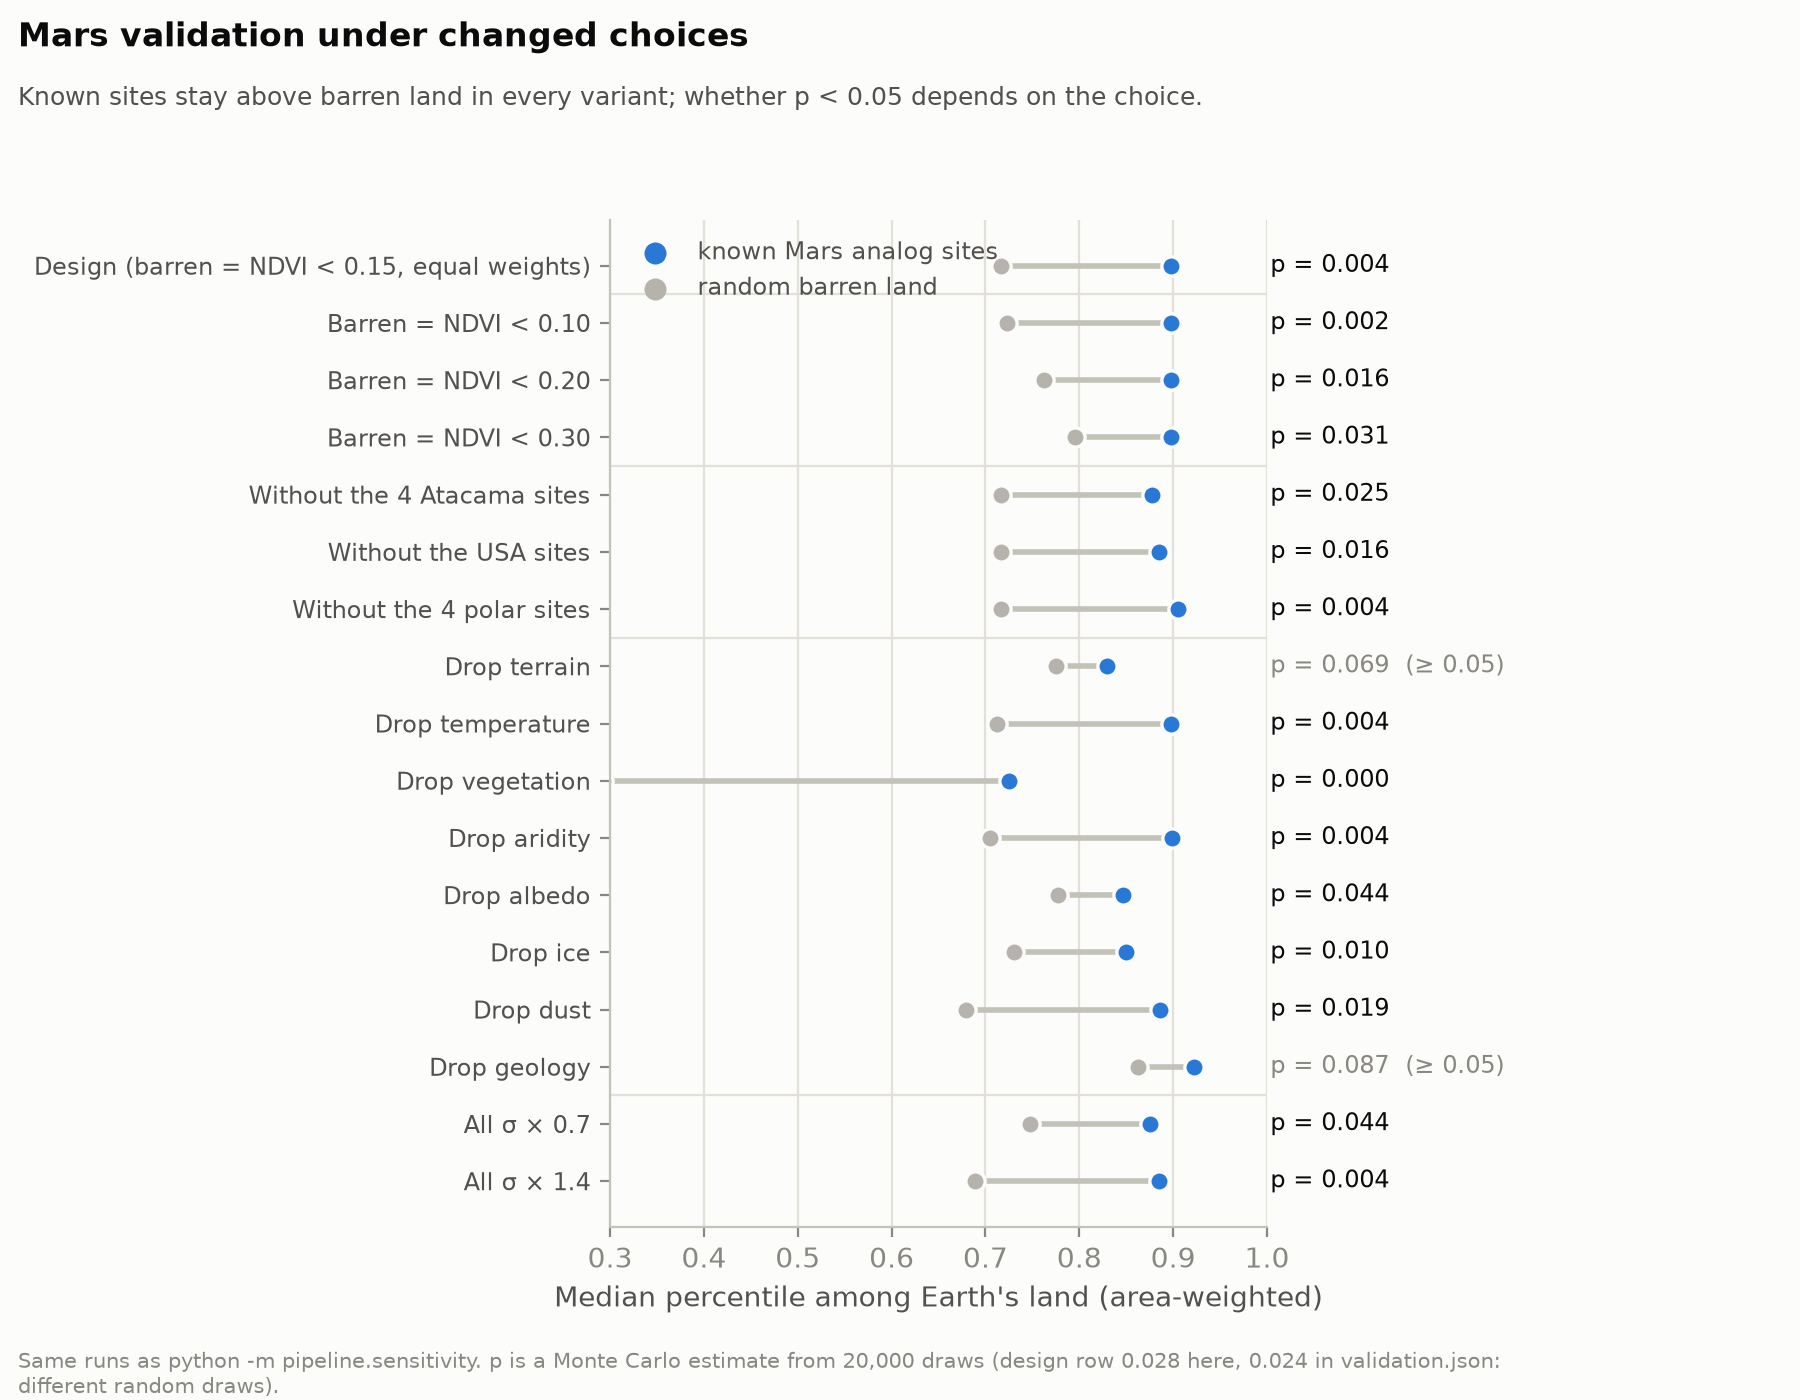 Mars validation under changed choices
Known sites stay above barren land in every variant; whether p < 0.05 depends on the choice.
known Mars analog sites
random barren land
Design (barren = NDVI < 0.15, equal weights) p = 0.004
Barren = NDVI < 0.10 p = 0.002
Barren = NDVI < 0.20 p = 0.016
Barren = NDVI < 0.30 p = 0.031
Without the 4 Atacama sites p = 0.025
Without the USA sites p = 0.016
Without the 4 polar sites p = 0.004
Drop terrain p = 0.069 (≥ 0.05)
Drop temperature p = 0.004
Drop vegetation p = 0.000
Drop aridity p = 0.004
Drop albedo p = 0.044
Drop ice p = 0.010
Drop dust p = 0.019
Drop geology p = 0.087 (≥ 0.05)
All σ × 0.7 p = 0.044
All σ × 1.4 p = 0.004
0.3 0.4 0.5 0.6 0.7 0.8 0.9 1.0
Median percentile among Earth's land (area-weighted)
Same runs as python -m pipeline.sensitivity. p is a Monte Carlo estimate from 20,000 draws (design row 0.028 here, 0.024 in validation.json:
different random draws).